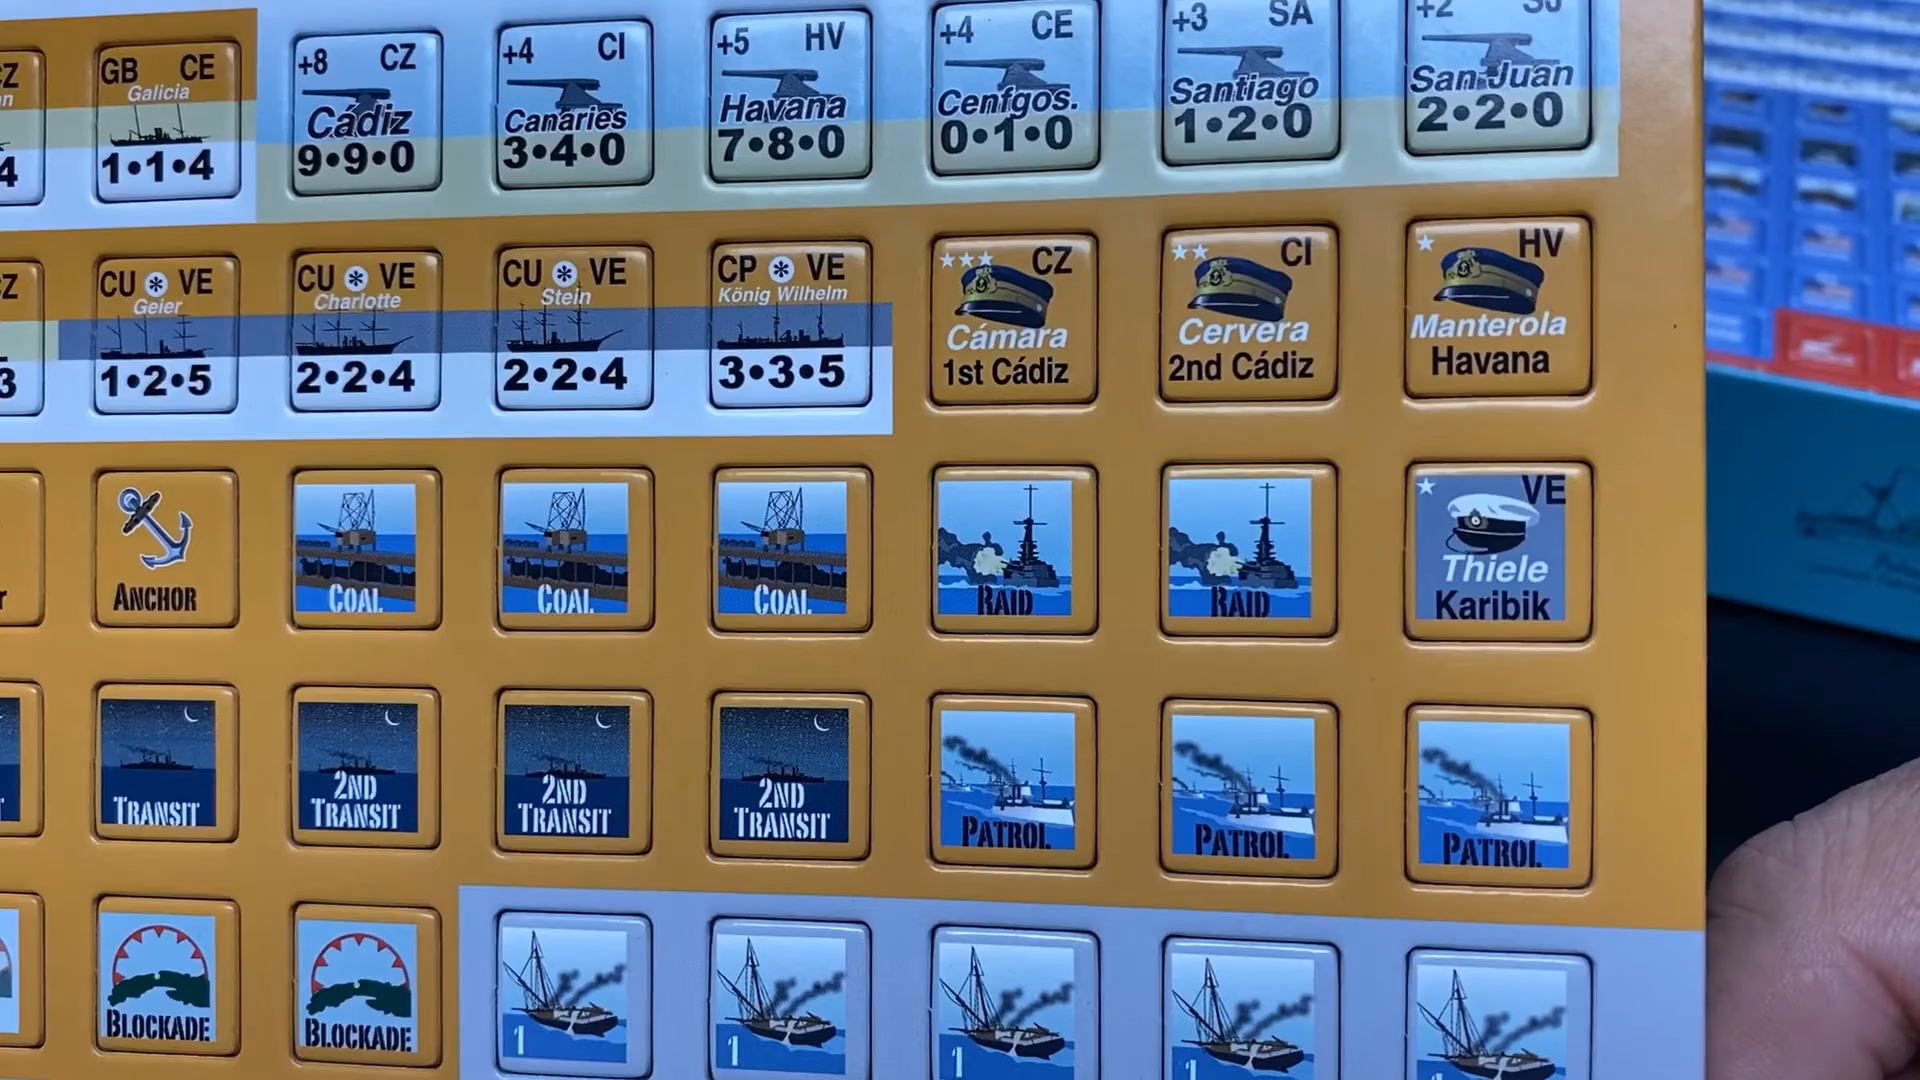 GB CE
Galicia
1•1•4
+8 CZ
Cádiz
9•9•0
+4 CI
Canaries
3•4•0
+5 HV
Havana
7•8•0
+4 CE
Cenfgos.
0•1•0
+3 SA
Santiago
1•2•0
+2 SJ
San Juan
2•2•0
CU VE
Geier
1•2•5
CU VE
Charlotte
2•2•4
CU VE
Stein
2•2•4
CP VE
König Wilhelm
3•3•5
CZ
Cámara
1st Cádiz
CI
Cervera
2nd Cádiz
HV
Manterola
Havana
ANCHOR
COAL
COAL
COAL
RAID
RAID
VE
Thiele
Karibik
TRANSIT
2ND
TRANSIT
2ND
TRANSIT
2ND
TRANSIT
PATROL
PATROL
PATROL
BLOCKADE
BLOCKADE
1
1
1
1
1